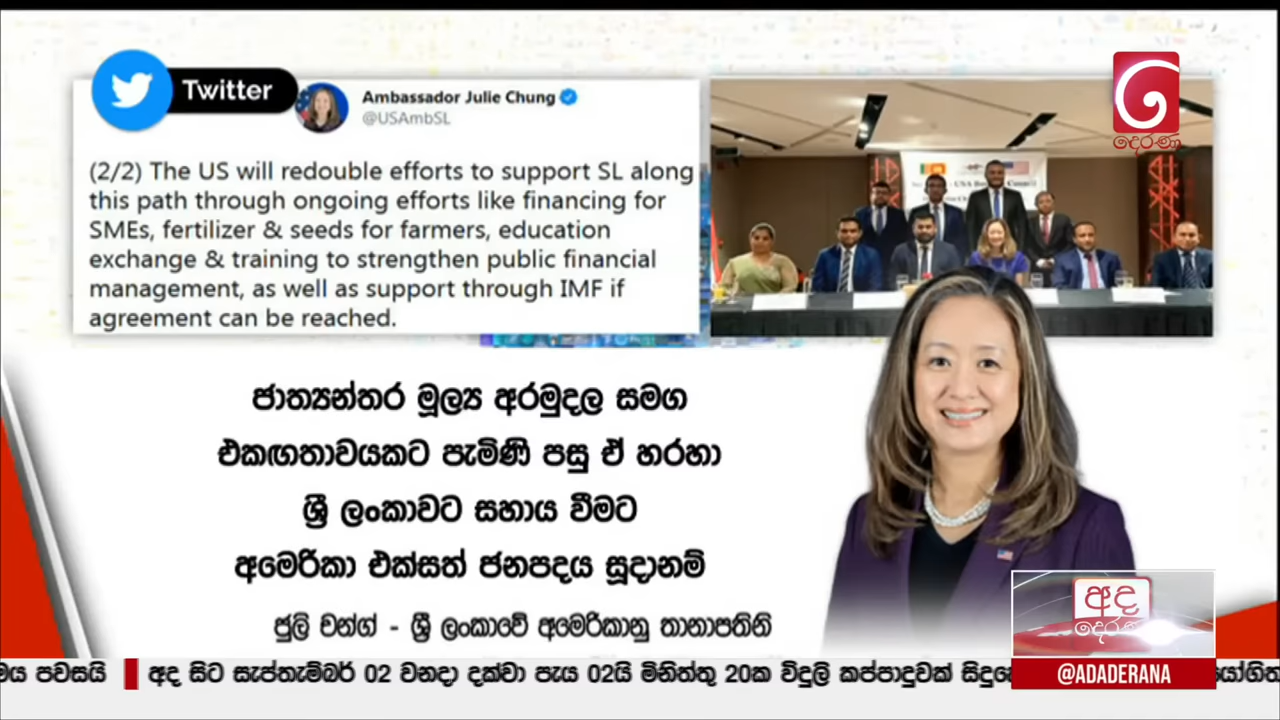 Twitter
Ambassador Julie Chung
@USAmbSL
(2/2) The US will redouble efforts to support SL along
this path through ongoing efforts like financing for
SMEs, fertilizer & seeds for farmers, education
exchange & training to strengthen public financial
management, as well as support through IMF if
agreement can be reached.
දෙරණ
ජාත්‍යන්තර මූල්‍ය අරමුදල සමග
එකඟතාවයකට පැමිණි පසු ඒ හරහා
ශ්‍රී ලංකාවට සහාය වීමට
අමෙරිකා එක්සත් ජනපදය සූදානම්
ජුලි චන්ග් - ශ්‍රී ලංකාවේ අමෙරිකානු තානාපතිනි
අද
දෙරණ
@ADADERANA
පවසයි අද සිට සැප්තැම්බර් 02 වනදා දක්වා පැය 02යි මිනිත්තු 20ක විදුලි කප්පාදුවක්